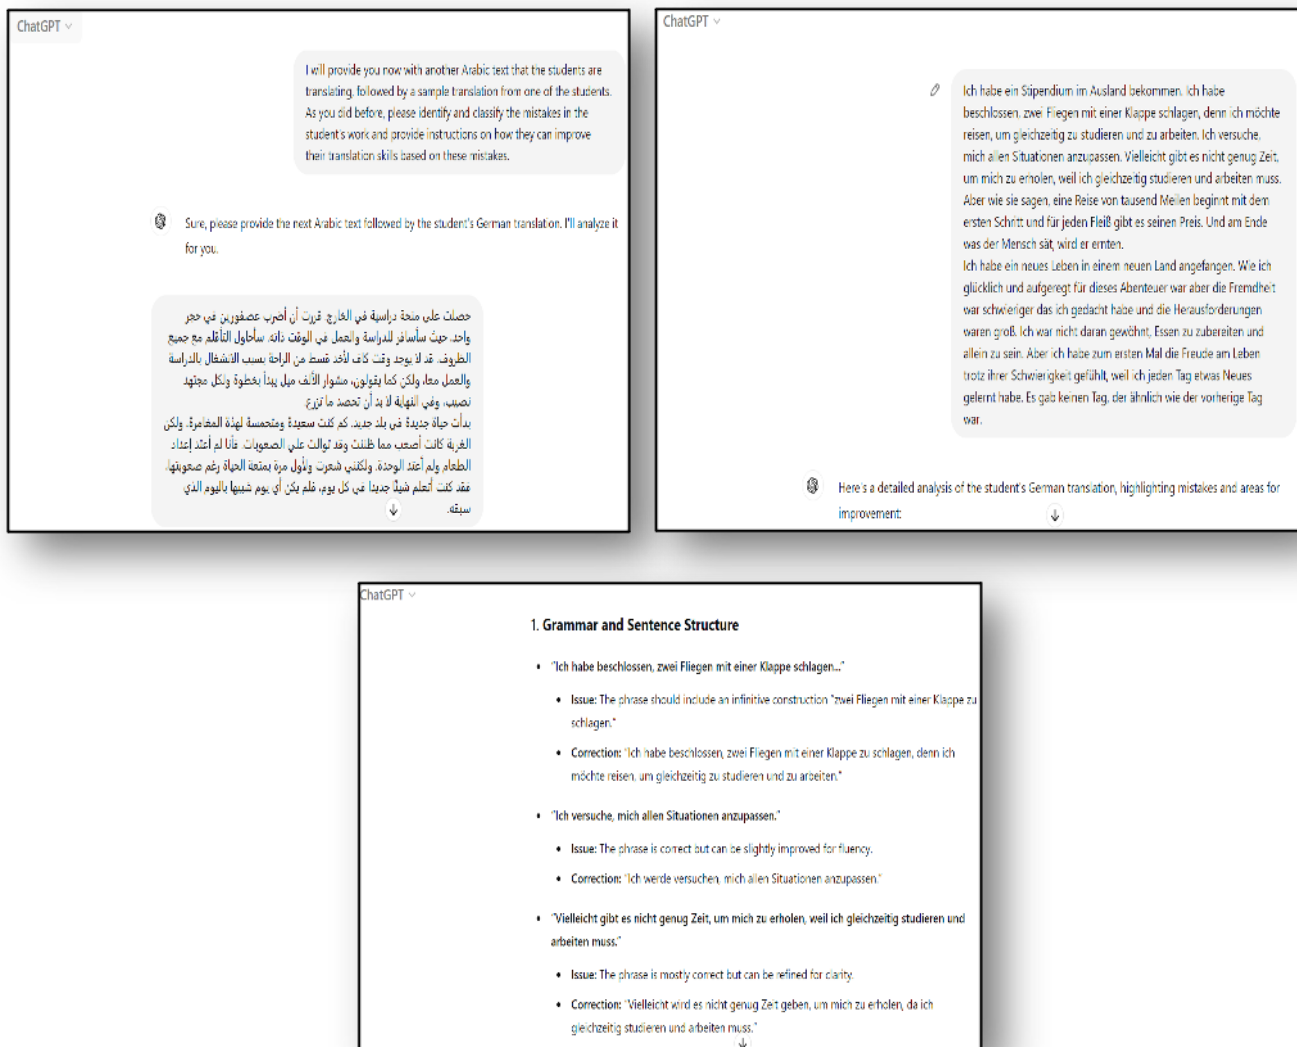 ChatGPT
I will provide you now with another Arabic text that the students are
translating, followed by a sample translation from one of the students.
As you did before, please identify and classify the mistakes in the
student's work and provide instructions on how they can improve
their translation skills based on these mistakes.
Sure, please provide the next Arabic text followed by the student's German translation. I'll analyze it
for you.
حصلت على منحة دراسية في الخارج. قررت أن أضرب عصفورين في حجر
واحد. حيث سأسافر للدراسة والعمل في الوقت ذاته. سأحاول التأقلم مع جميع
الظروف. قد لا يوجد وقت كاف لأخذ قسط من الراحة بسبب الانشغال بالدراسة
والعمل معا، ولكن كما يقولون، مشوار الألف ميل يبدأ بخطوة ولكل مجتهد
نصيب، وفي النهاية لا بد أن تحصد ما تزرع.
بدأت حياة جديدة في بلد جديد. كم كنت سعيدة ومتحمسة لهذة المغامرة. ولكن
الغربة كانت أصعب مما ظننت وقد توالت علي الصعوبات. فأنا لم أعتد إعداد
الطعام ولم أعتد الوحدة. ولكنني شعرت ولأول مرة بمتعة الحياة رغم صعوبتها.
فقد كنت أتعلم شيئًا جديدا في كل يوم، فلم يكن أي يوم شبيها باليوم الذي
سبقه.
ChatGPT
Ich habe ein Stipendium im Ausland bekommen. Ich habe
beschlossen, zwei Fliegen mit einer Klappe schlagen, denn ich möchte
reisen, um gleichzeitig zu studieren und zu arbeiten. Ich versuche,
mich allen Situationen anzupassen. Vielleicht gibt es nicht genug Zeit,
um mich zu erholen, weil ich gleichzeitig studieren und arbeiten muss.
Aber wie sie sagen, eine Reise von tausend Meilen beginnt mit dem
ersten Schritt und für jeden Fleiß gibt es seinen Preis. Und am Ende
was der Mensch sät, wird er ernten.
Ich habe ein neues Leben in einem neuen Land angefangen. Wie ich
glücklich und aufgeregt für dieses Abenteuer war aber die Fremdheit
war schwieriger das ich gedacht habe und die Herausforderungen
waren groß. Ich war nicht daran gewöhnt, Essen zu zubereiten und
allein zu sein. Aber ich habe zum ersten Mal die Freude am Leben
trotz ihrer Schwierigkeit gefühlt, weil ich jeden Tag etwas Neues
gelernt habe. Es gab keinen Tag, der ähnlich wie der vorherige Tag
war.
Here's a detailed analysis of the student's German translation, highlighting mistakes and areas for
improvement:
ChatGPT
1. Grammar and Sentence Structure
• "Ich habe beschlossen, zwei Fliegen mit einer Klappe schlagen..."
• Issue: The phrase should include an infinitive construction "zwei Fliegen mit einer Klappe zu
schlagen."
• Correction: "Ich habe beschlossen, zwei Fliegen mit einer Klappe zu schlagen, denn ich
möchte reisen, um gleichzeitig zu studieren und zu arbeiten."
• "Ich versuche, mich allen Situationen anzupassen."
• Issue: The phrase is correct but can be slightly improved for fluency.
• Correction: "Ich werde versuchen, mich allen Situationen anzupassen."
• "Vielleicht gibt es nicht genug Zeit, um mich zu erholen, weil ich gleichzeitig studieren und
arbeiten muss."
• Issue: The phrase is mostly correct but can be refined for clarity.
• Correction: "Vielleicht wird es nicht genug Zeit geben, um mich zu erholen, da ich
gleichzeitig studieren und arbeiten muss."